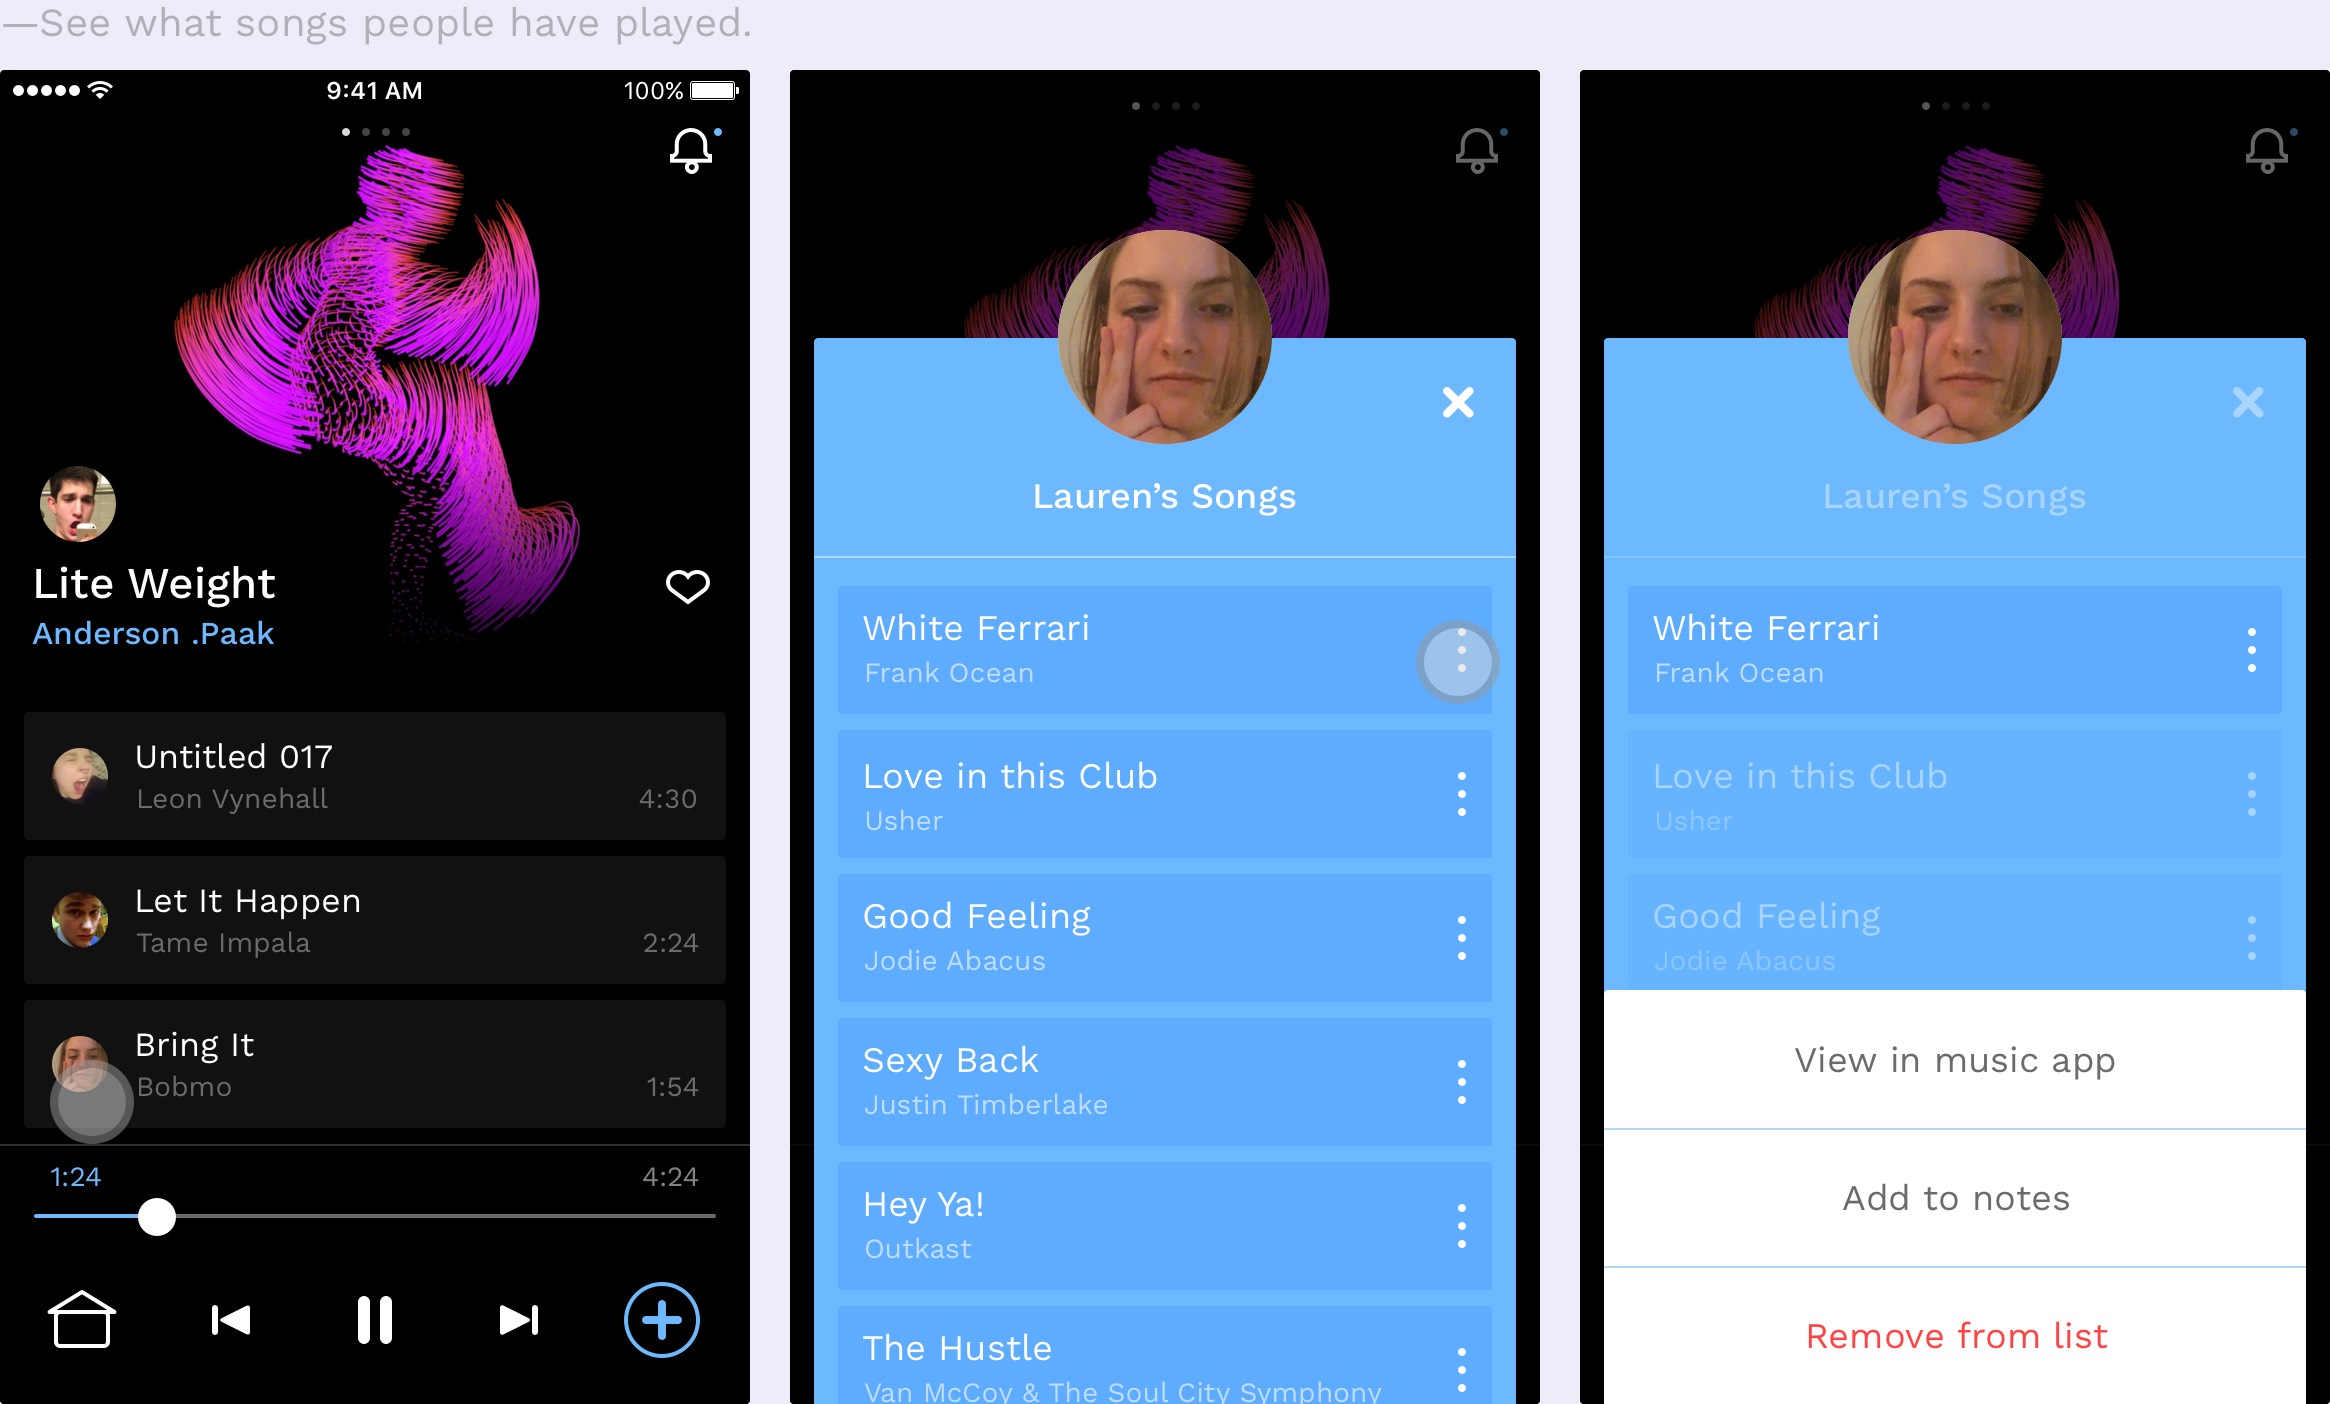 —See what songs people have played.
9:41 AM
100%
Lite Weight
Anderson .Paak
Untitled 017
Leon Vynehall
4:30
Let It Happen
Tame Impala
2:24
Bring It
Bobmo
1:54
1:24
4:24
Lauren’s Songs
White Ferrari
Frank Ocean
Love in this Club
Usher
Good Feeling
Jodie Abacus
Sexy Back
Justin Timberlake
Hey Ya!
Outkast
The Hustle
Van McCoy & The Soul City Symphony
Lauren’s Songs
White Ferrari
Frank Ocean
Love in this Club
Usher
Good Feeling
Jodie Abacus
View in music app
Add to notes
Remove from list